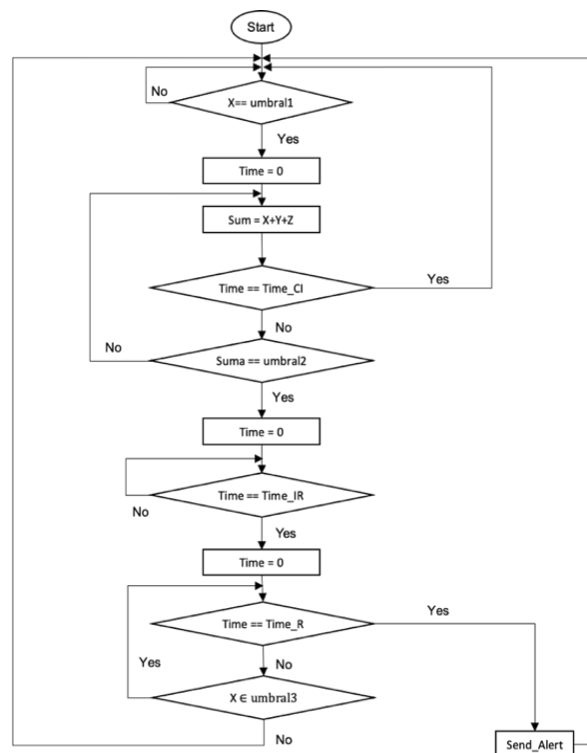 Start
No
X== umbral1
Yes
Time = 0
Sum = X+Y+Z
Time == Time_CI
Yes
No
No
Suma == umbral2
Yes
Time = 0
Time == Time_IR
No
Yes
Time = 0
Yes
Time == Time_R
Yes
No
X ∈ umbral3
No
Send_Alert